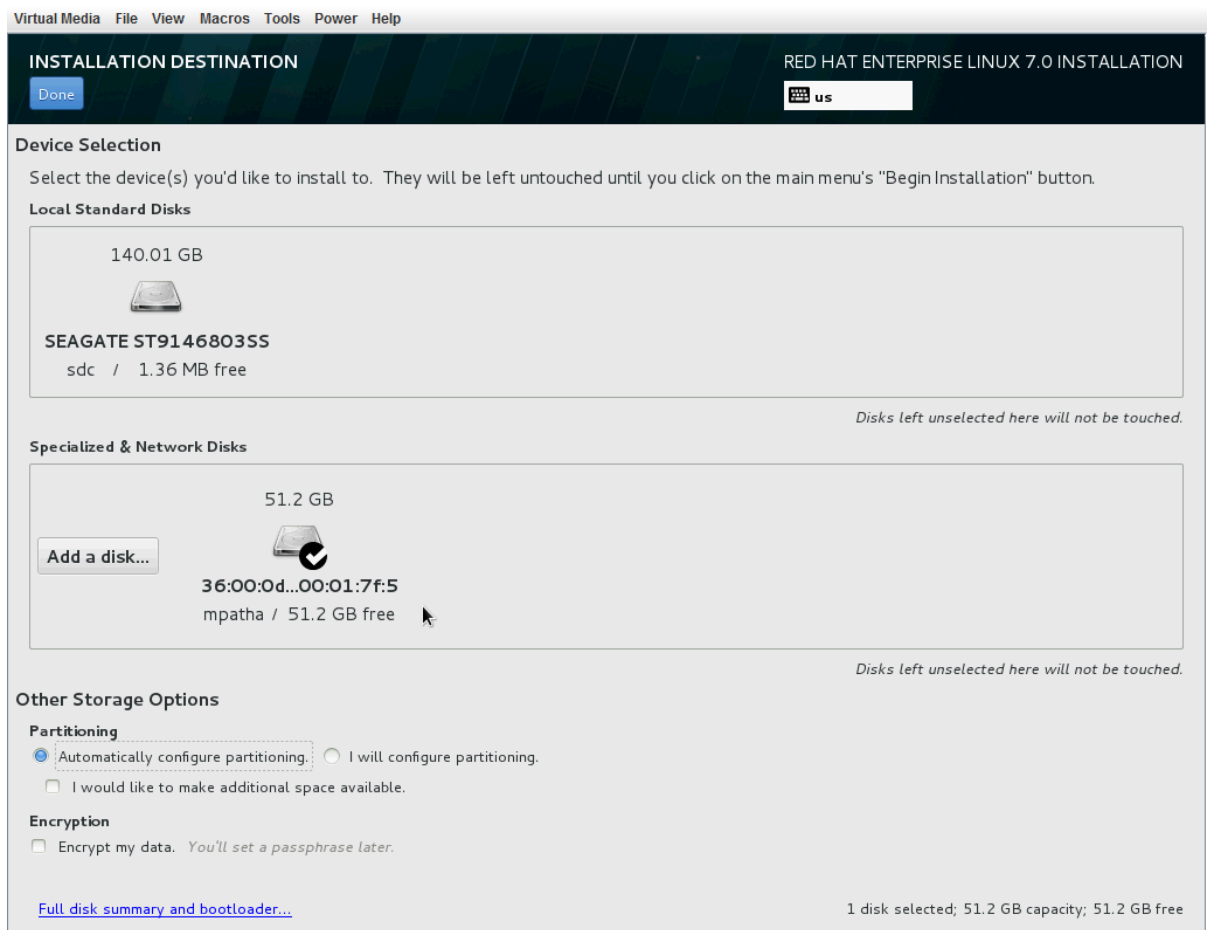 Virtual Media File View Macros Tools Power Help
INSTALLATION DESTINATION
RED HAT ENTERPRISE LINUX 7.0 INSTALLATION
Done
us
Device Selection
Select the device(s) you'd like to install to. They will be left untouched until you click on the main menu's "Begin Installation" button.
Local Standard Disks
140.01 GB
SEAGATE ST9146803SS
sdc / 1.36 MB free
Disks left unselected here will not be touched.
Specialized & Network Disks
51.2 GB
Add a disk...
36:00:0d...00:01:7f:5
mpatha / 51.2 GB free
Disks left unselected here will not be touched.
Other Storage Options
Partitioning
Automatically configure partitioning. I will configure partitioning.
I would like to make additional space available.
Encryption
Encrypt my data. You'll set a passphrase later.
Full disk summary and bootloader...
1 disk selected; 51.2 GB capacity; 51.2 GB free